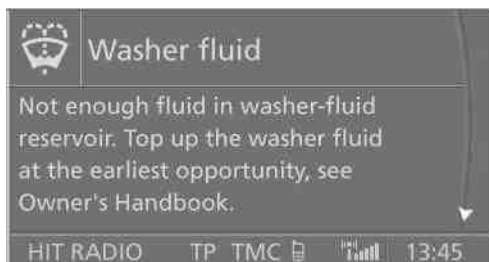 Washer fluid
Not enough fluid in washer-fluid
reservoir. Top up the washer fluid
at the earliest opportunity, see
Owner's Handbook.
HIT RADIO TP TMC 13:45